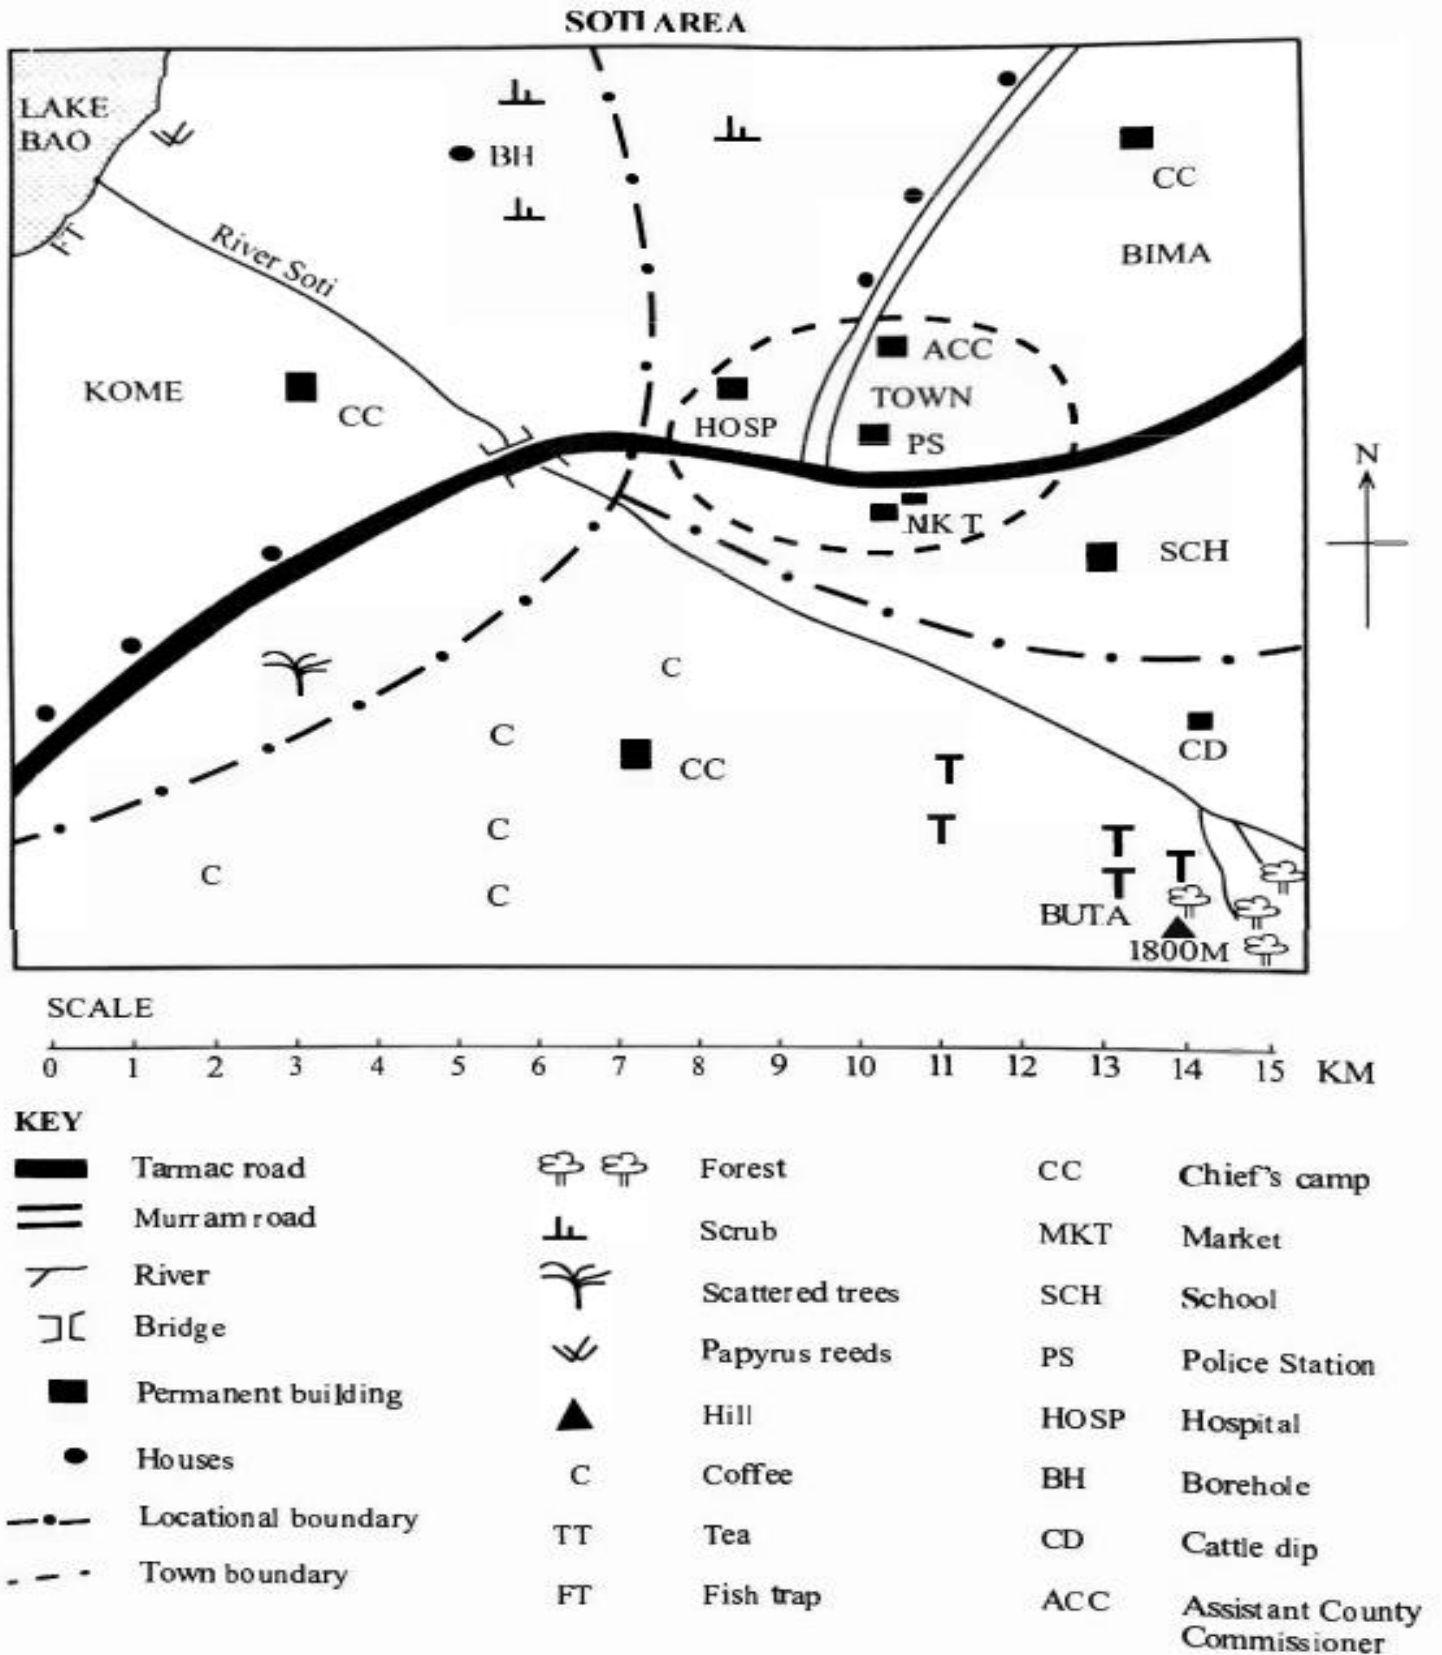 SOTI AREA
LAKE
BAO
BH
CC
River Soti
BIMA
FT
KOME
CC
ACC
TOWN
HOSP
PS
N
MKT
SCH
C
C
CC
CD
T
T
C
T
T
C
T
C
BUTA
1800M
SCALE
0 1 2 3 4 5 6 7 8 9 10 11 12 13 14 15 KM
KEY
Tarmac road
Murram road
River
Bridge
Permanent building
Houses
Locational boundary
Town boundary
Forest
Scrub
Scattered trees
Papyrus reeds
Hill
C Coffee
TT Tea
FT Fish trap
CC Chief's camp
MKT Market
SCH School
PS Police Station
HOSP Hospital
BH Borehole
CD Cattle dip
ACC Assistant County
Commissioner